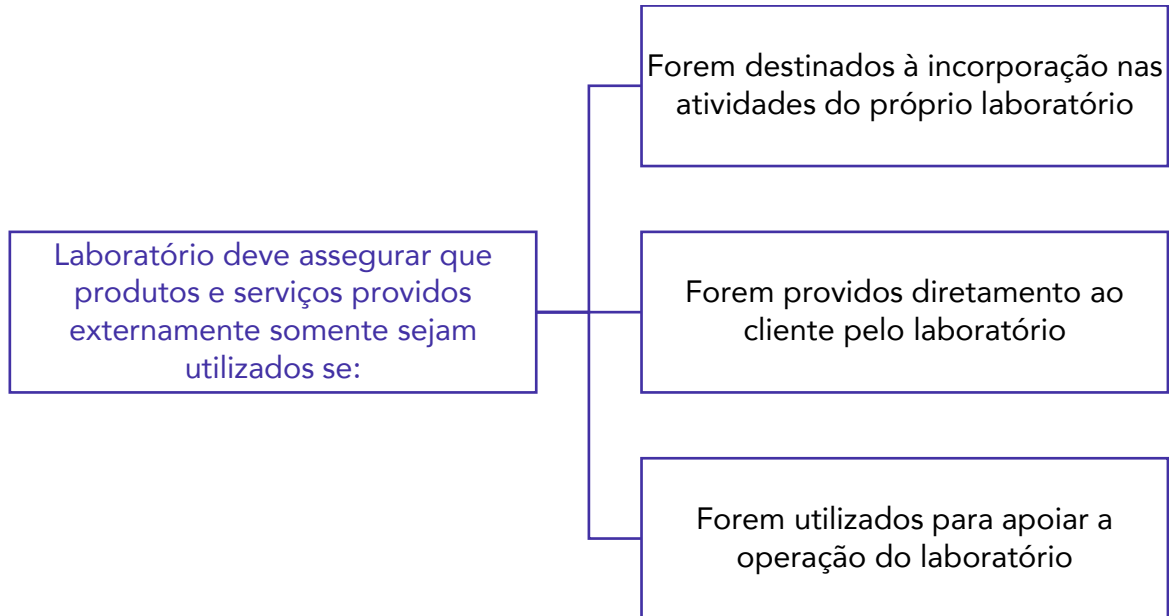 Forem destinados à incorporação nas
atividades do próprio laboratório
Laboratório deve assegurar que
produtos e serviços providos
externamente somente sejam
utilizados se:
Forem providos diretamento ao
cliente pelo laboratório
Forem utilizados para apoiar a
operação do laboratório